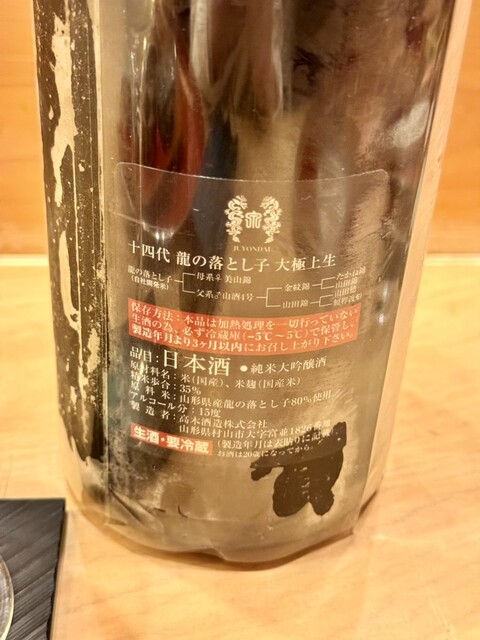 JUYONDAI
十四代 龍の落とし子 大極上生
龍の落とし子
(自社開発米)
母系♀美山錦
父系♂山酒4号
金紋錦
山田錦
たかね錦
山田錦
保存方法：本品は加熱処理を一切行っていない
生酒の為、必ず冷蔵庫(−5℃～5℃)で保管し、
製造年月より3ヶ月以内にお召し上がり下さい。
品目：日本酒 ●純米大吟醸酒
原材料名：米(国産)、米麹(国産米)
精米歩合：35%
原料米：山形県産龍の落とし子80%使用
アルコール分：15度
製造者：高木酒造株式会社
山形県村山市大字富並1826番地
生酒・要冷蔵
(製造年月は表貼りに記載)
お酒は20歳になってから。